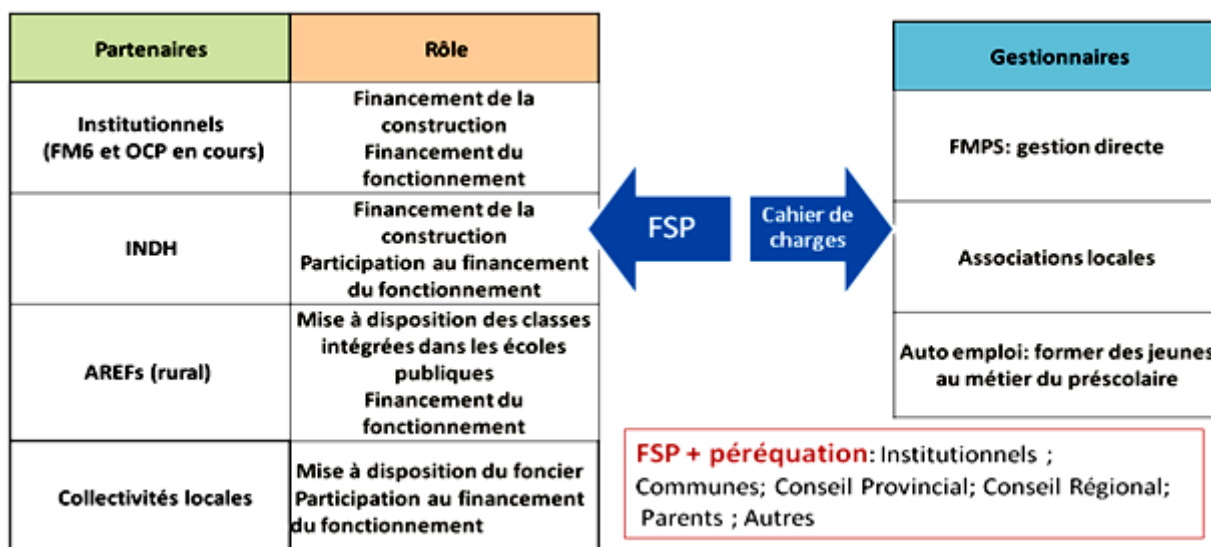 Partenaires
Rôle
Institutionnels
(FM6 et OCP en cours)
Financement de la
construction
Financement du
fonctionnement
INDH
Financement de la
construction
Participation au financement
du fonctionnement
AREFs (rural)
Mise à disposition des classes
intégrées dans les écoles
publiques
Financement du
fonctionnement
Collectivités locales
Mise à disposition du foncier
Participation au financement
du fonctionnement
FSP
Cahier de
charges
Gestionnaires
FMPS: gestion directe
Associations locales
Auto emploi: former des jeunes
au métier du préscolaire
FSP + péréquation: Institutionnels ;
Communes; Conseil Provincial; Conseil Régional;
Parents ; Autres